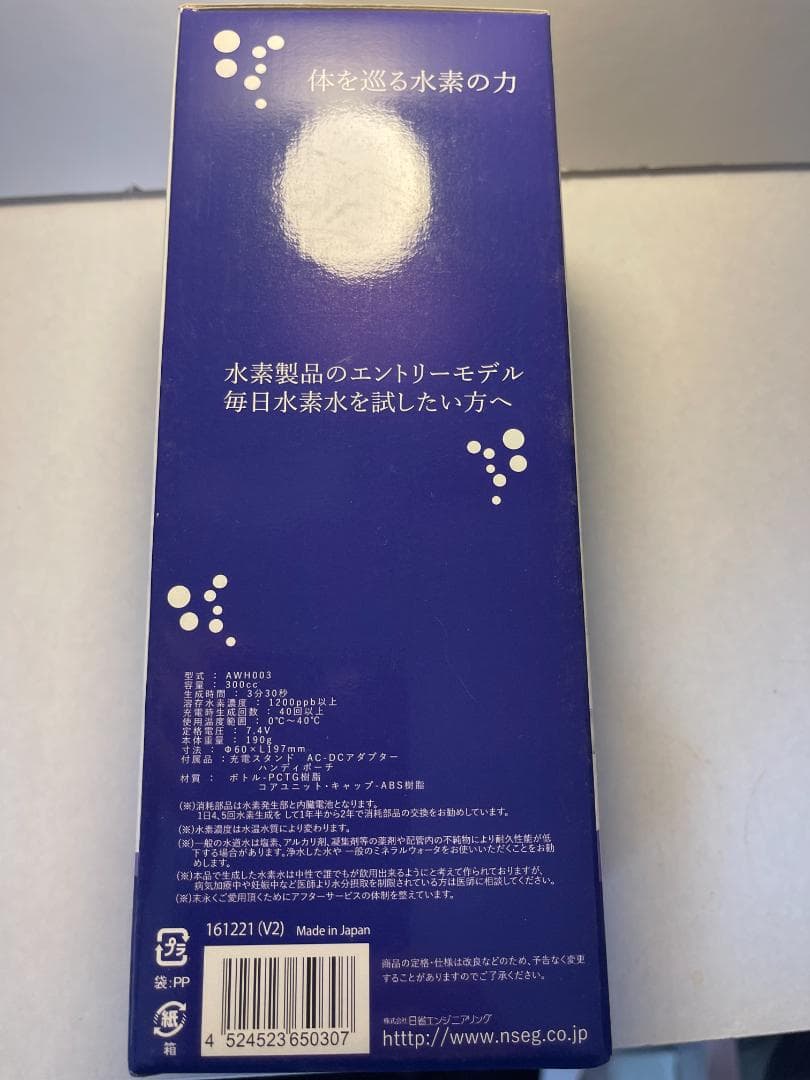 体を巡る水素の力
水素製品のエントリーモデル
毎日水素水を試したい方へ
型式 : AWH003
容量 : 300cc
生成時間 : 3分30秒
溶存水素濃度 : 1200ppb以上
充電時生成回数 : 40回以上
使用温度範囲 : 0℃～40℃
定格電圧 : 7.4V
本体重量 : 190g
寸法 : Φ60×L197mm
付属品 :充電スタンド AC-DCアダプター
ハンディポーチ
材質 : ボトル-PCTG樹脂
コアユニット・キャップ-ABS樹脂
(※)消耗部品は水素発生部と内臓電池となります。
1日4、5回水素生成を して1年半から2年で消耗部品の交換をお勧めしています。
(※)水素濃度は水温水質により変わります。
(※)一般の水道水は塩素、アルカリ剤、凝集剤等の薬剤や配管内の不純物により耐久性能が低
下する場合があります。浄水した水や 一般のミネラルウォータをお使いいただくことをお勧
めします。
(※)本品で生成した水素水は中性で誰でもが飲用出来るようにと考えて作られておりますが、
病気加療中や妊娠中など医師より水分摂取を制限されている方は医師に相談してください。
(※)末永くご愛用頂くためにアフターサービスの体制を整えています。
161221(V2) Made in Japan
プラ
袋:PP
紙
箱
4 524523 650307
商品の定格・仕様は改良などのため、予告なく変更
することがありますのでご了承ください。
株式会社 日省エンジニアリング
htttp://www.nseg.co.jp